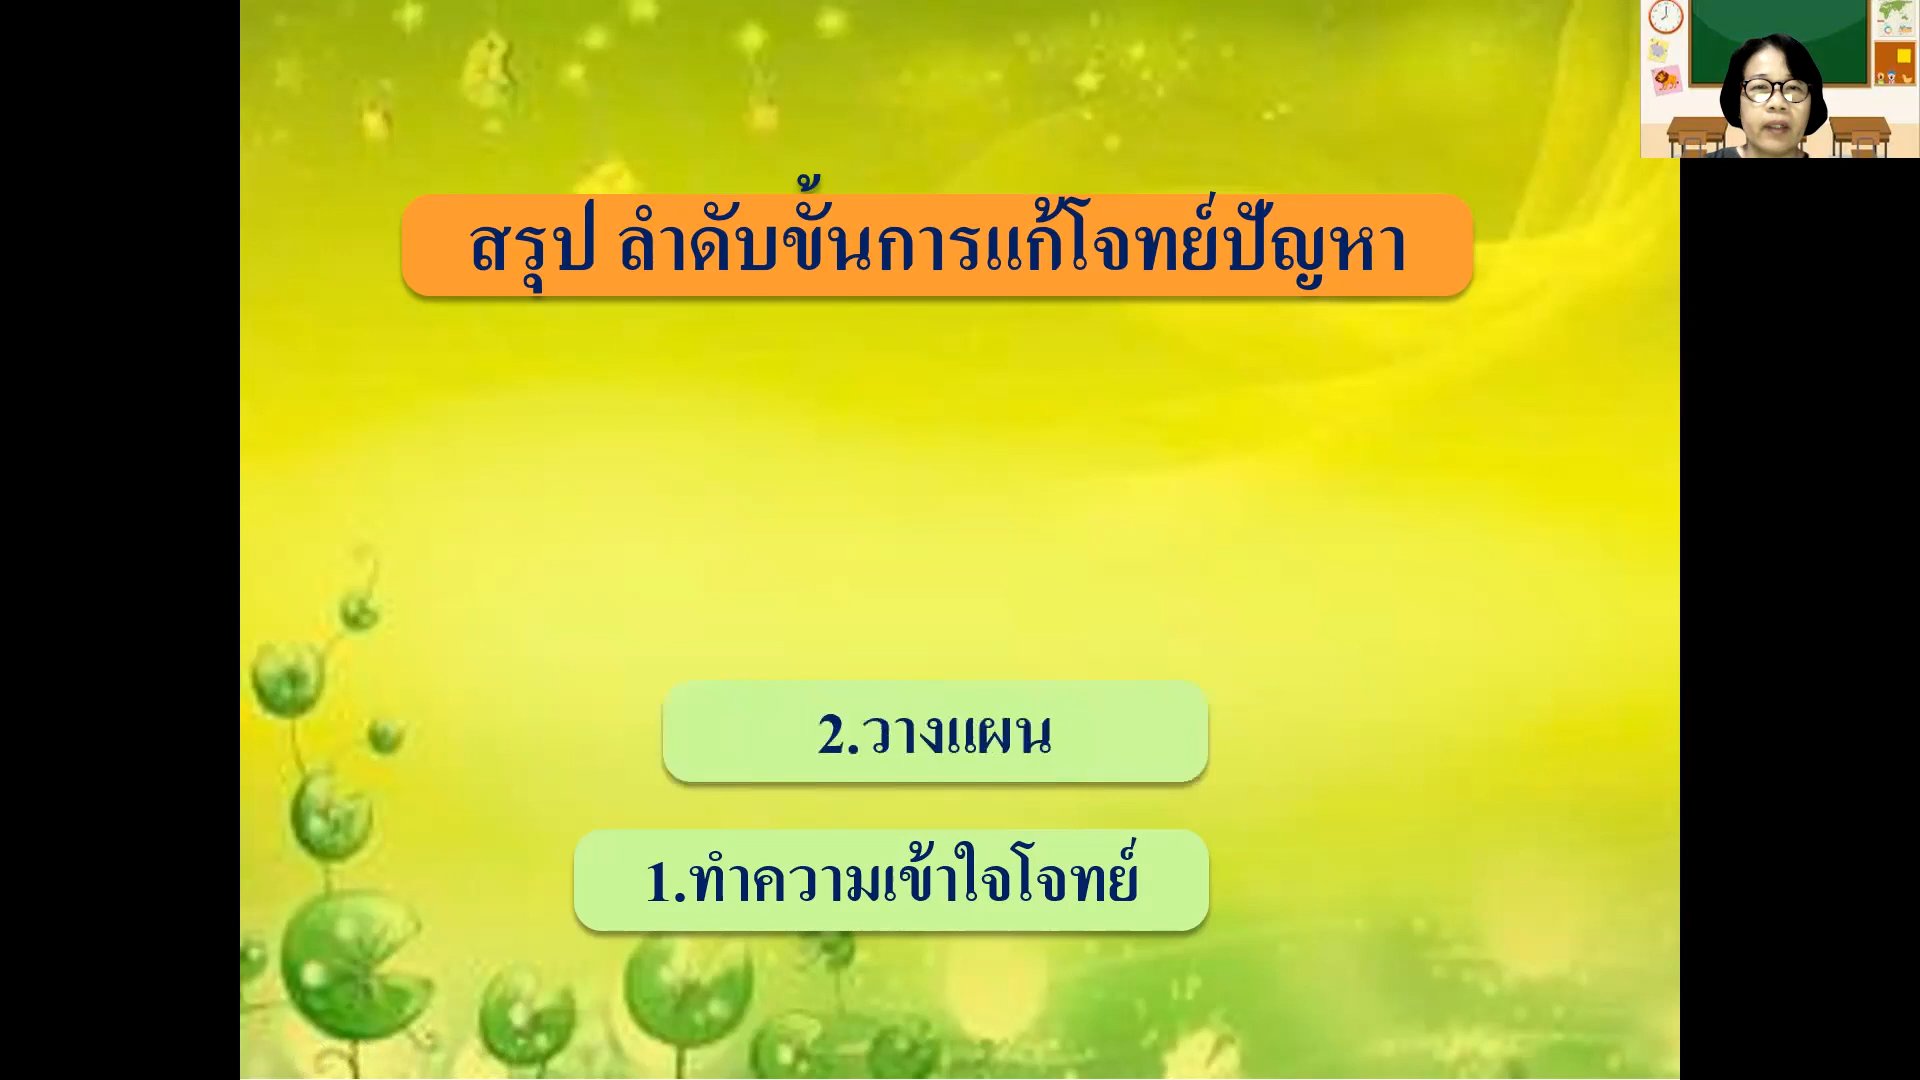 สรุป ลำดับขั้นการแก้โจทย์ปัญหา
2.วางแผน
1.ทำความเข้าใจโจทย์